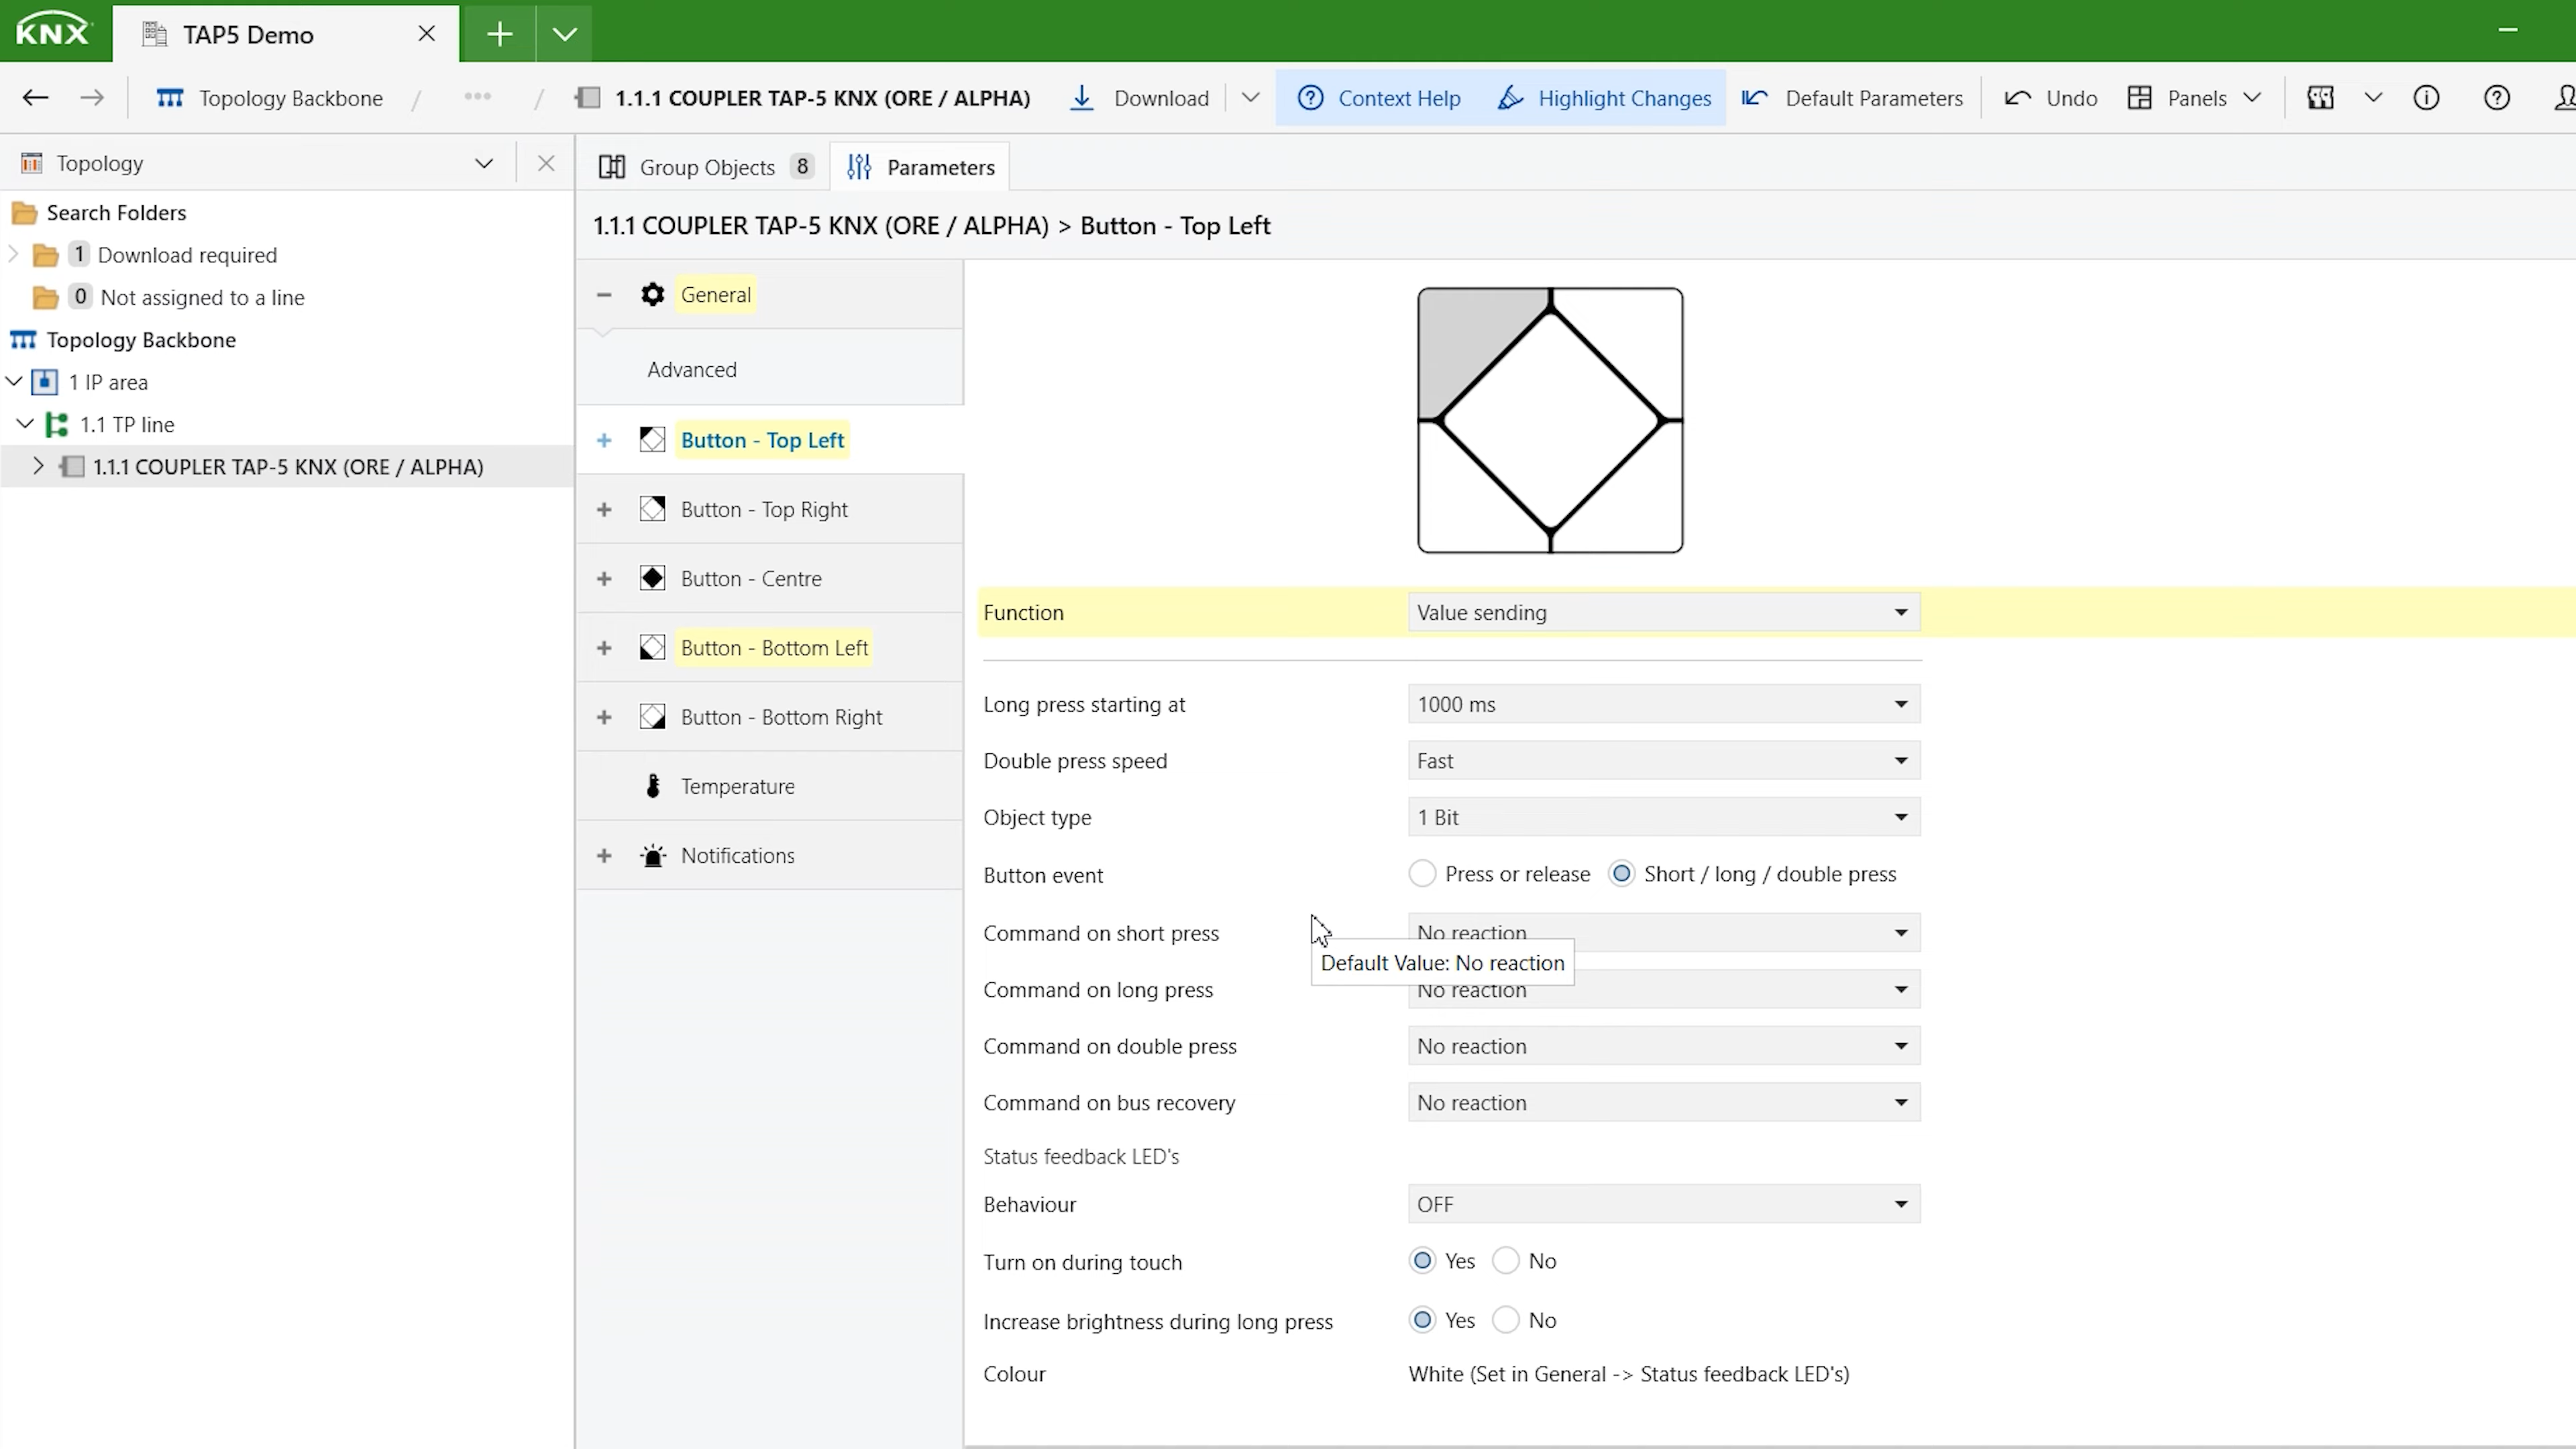 KNX
TAP5 Demo
Topology Backbone / ••• / 1.1.1 COUPLER TAP-5 KNX (ORE / ALPHA) Download Context Help Highlight Changes Default Parameters Undo Panels
Topology
Search Folders
1 Download required
0 Not assigned to a line
Topology Backbone
1 IP area
1.1 TP line
1.1.1 COUPLER TAP-5 KNX (ORE / ALPHA)
Group Objects 8 Parameters
1.1.1 COUPLER TAP-5 KNX (ORE / ALPHA) > Button - Top Left
General
Advanced
Button - Top Left
Button - Top Right
Button - Centre
Button - Bottom Left
Button - Bottom Right
Temperature
Notifications
Function Value sending
Long press starting at 1000 ms
Double press speed Fast
Object type 1 Bit
Button event Press or release Short / long / double press
Command on short press No reaction
Default Value: No reaction
Command on long press No reaction
Command on double press No reaction
Command on bus recovery No reaction
Status feedback LED's
Behaviour OFF
Turn on during touch Yes No
Increase brightness during long press Yes No
Colour White (Set in General -> Status feedback LED's)